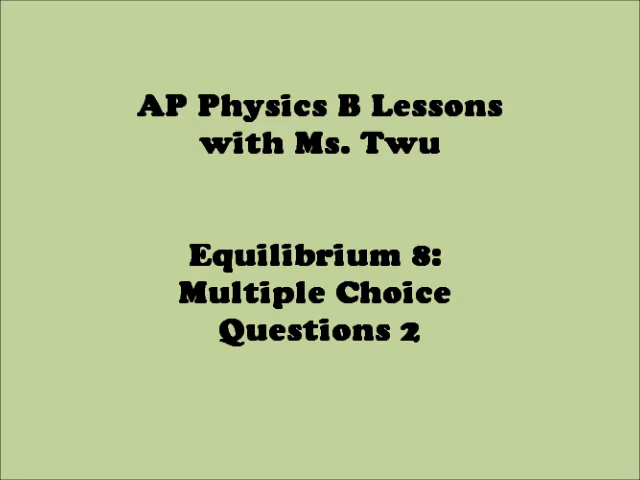 AP Physics B Lessons
with Ms. Twu
Equilibrium 8:
Multiple Choice
Questions 2